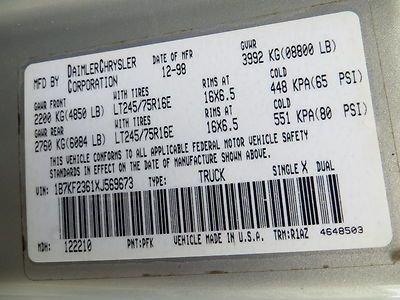 MFD BY DAIMLERCHRYSLER CORPORATION DATE OF MFR 12-98 GVWR 3992 KG(08800 LB)
GAWR FRONT WITH TIRES RIMS AT COLD
2200 KG(4850 LB) LT245/75R16E 16X6.5 448 KPA(65 PSI)
GAWR REAR WITH TIRES RIMS AT COLD
2760 KG(6084 LB) LT245/75R16E 16X6.5 551 KPA(80 PSI)
THIS VEHICLE CONFORMS TO ALL APPLICABLE FEDERAL MOTOR VEHICLE SAFETY
STANDARDS IN EFFECT ON THE DATE OF MANUFACTURE SHOWN ABOVE
VIN: 1B7KF2361XJ569673 TYPE: TRUCK SINGLE X DUAL
MDH: 122210 PNT: PFK VEHICLE MADE IN U.S.A. TRM: R1AZ 4648503